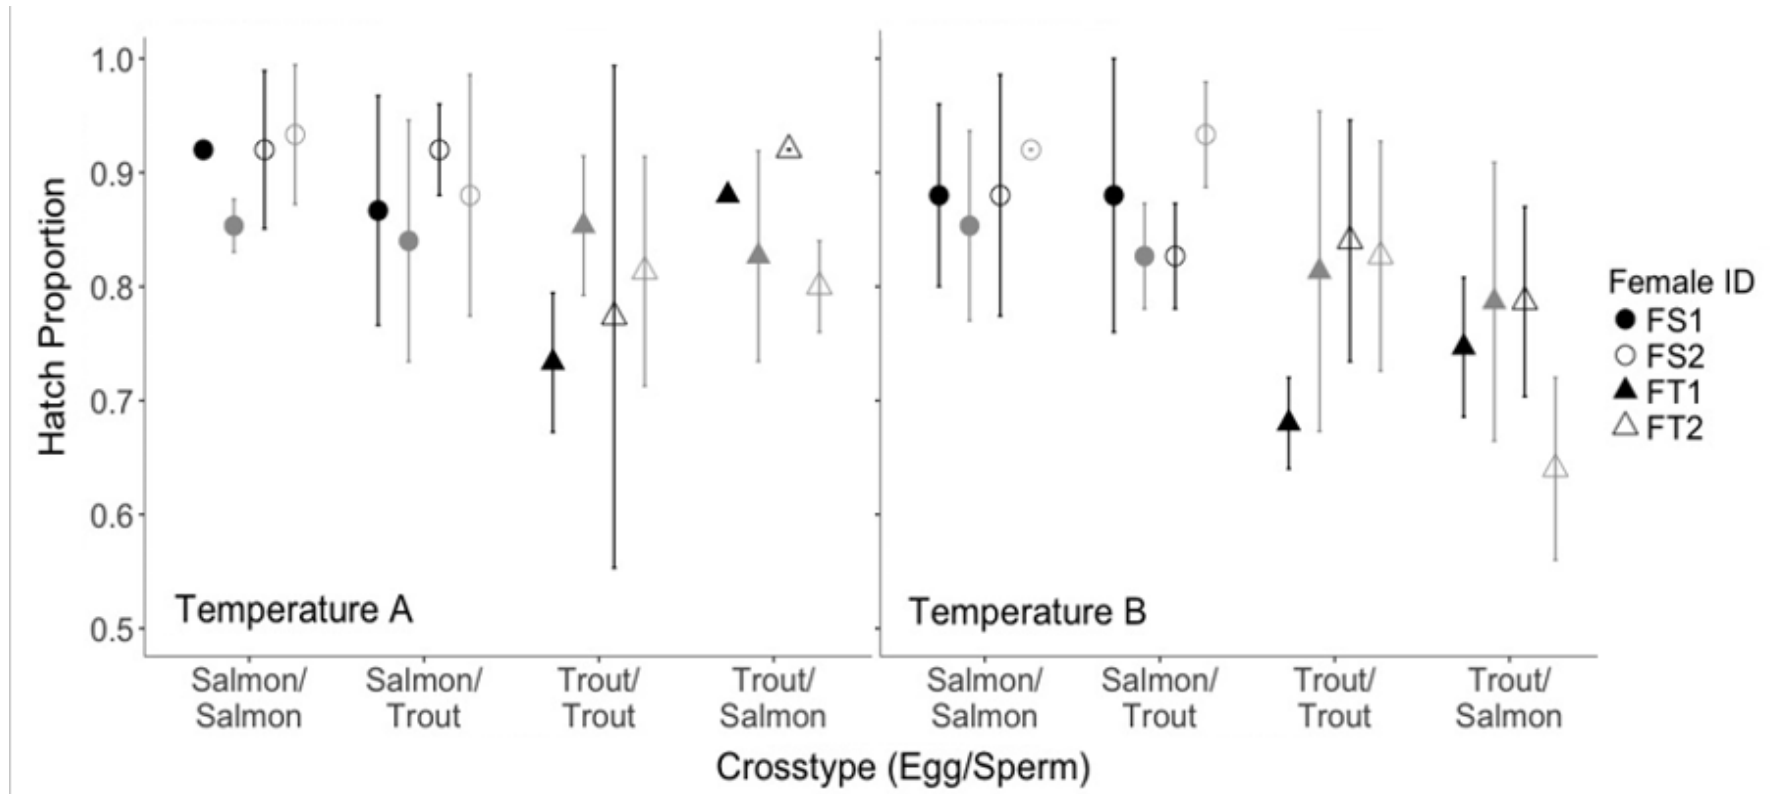 Hatch Proportion
1.0
0.9
0.8
0.7
0.6
0.5
Temperature A
Temperature B
Salmon/
Salmon
Salmon/
Trout
Trout/
Trout
Trout/
Salmon
Salmon/
Salmon
Salmon/
Trout
Trout/
Trout
Trout/
Salmon
Crosstype (Egg/Sperm)
Female ID
FS1
FS2
FT1
FT2